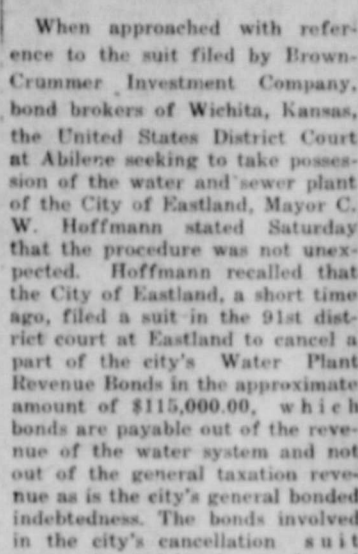 When approached with refer-
ence to the suit filed by Brown-
Crummer Investment Company,
bond brokers of Wichita, Kansas,
the United States District Court
at Abilene seeking to take posses-
sion of the water and sewer plant
of the City of Eastland, Mayor C.
W. Hoffmann stated Saturday
that the procedure was not unex-
pected. Hoffmann recalled that
the City of Eastland, a short time
ago, filed a suit in the 91st dist-
rict court at Eastland to cancel a
part of the city's Water Plant
Revenue Bonds in the approximate
amount of $115,000.00, which
bonds are payable out of the reve-
nue of the water system and not
out of the general taxation reve-
nue as is the city's general bonded
indebtedness. The bonds involved
in the city's cancellation suit